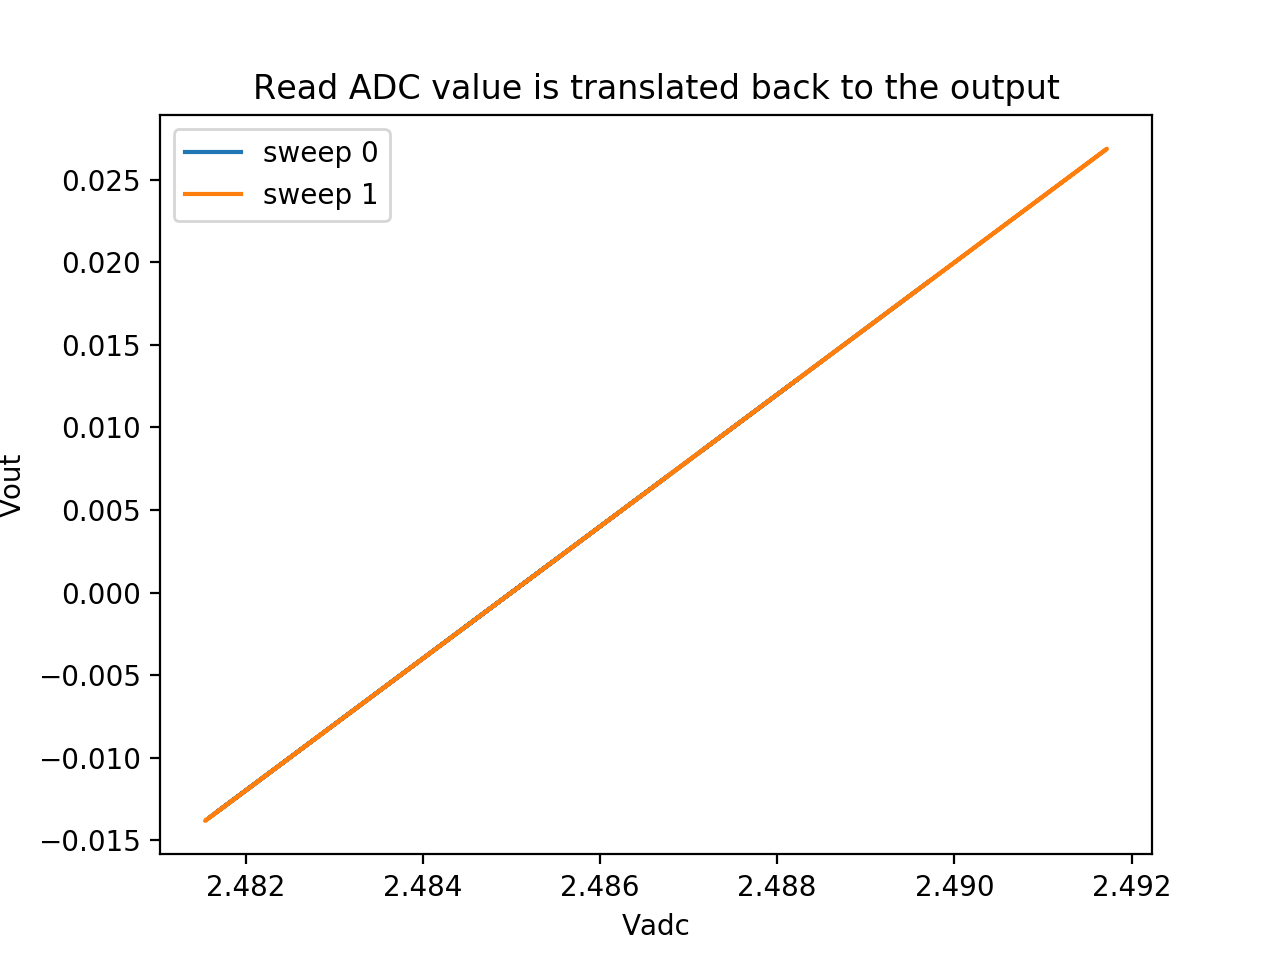 Read ADC value is translated back to the output
sweep 0
sweep 1
0.025
0.020
0.015
0.010
0.005
0.000
−0.005
−0.010
−0.015
Vout
2.482 2.484 2.486 2.488 2.490 2.492
Vadc